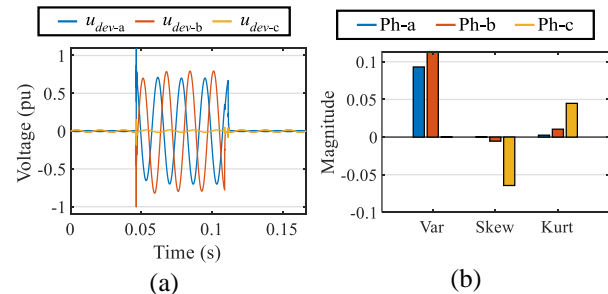 u_dev-a u_dev-b u_dev-c
1
0.5
0
-0.5
-1
Voltage (pu)
0 0.05 0.1 0.15
Time (s)
(a)
Ph-a Ph-b Ph-c
0.1
0.05
0
-0.05
-0.1
Magnitude
Var Skew Kurt
(b)